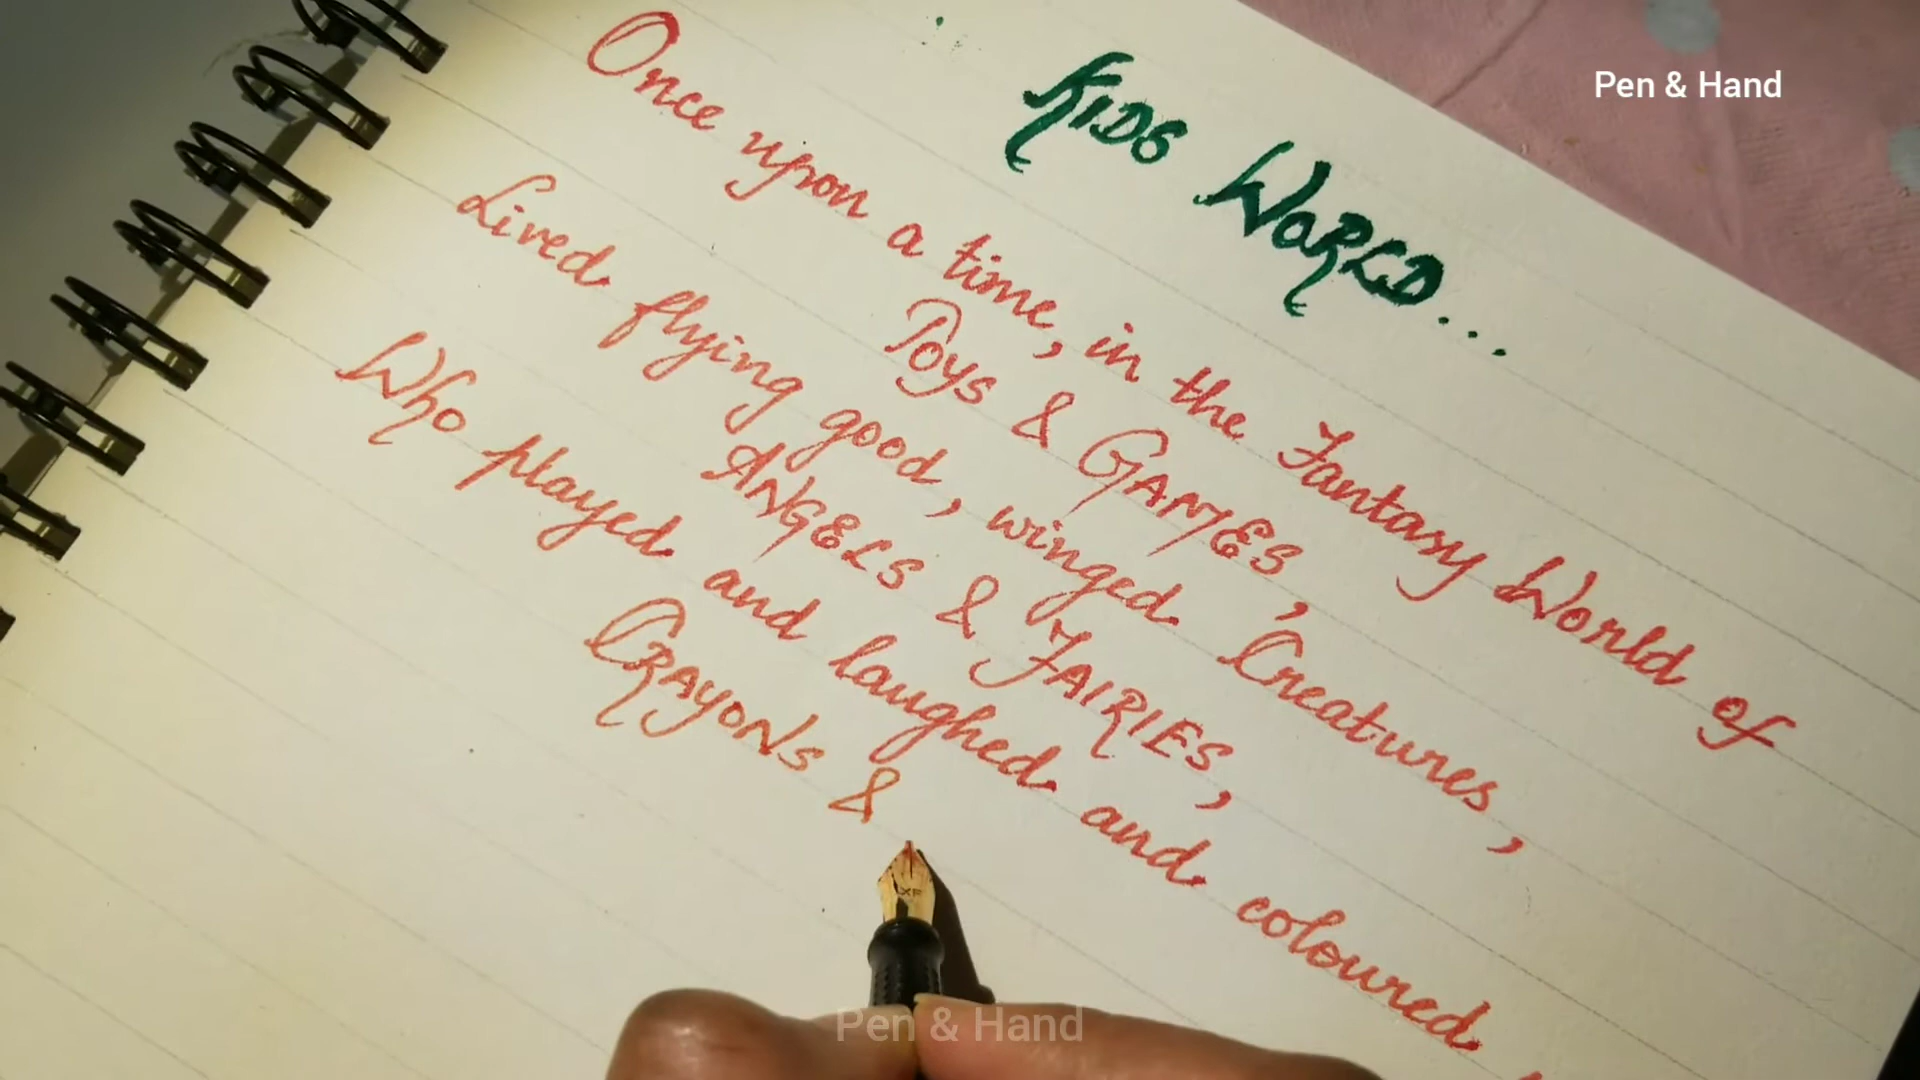 Pen & Hand
KIDS WORLD...
Once upon a time, in the Fantasy World of
Toys & GAMES,
Lived flying good, winged Creatures,
ANGELS & FAIRIES,
Who played and laughed and coloured
CRAYONS &
Pen & Hand